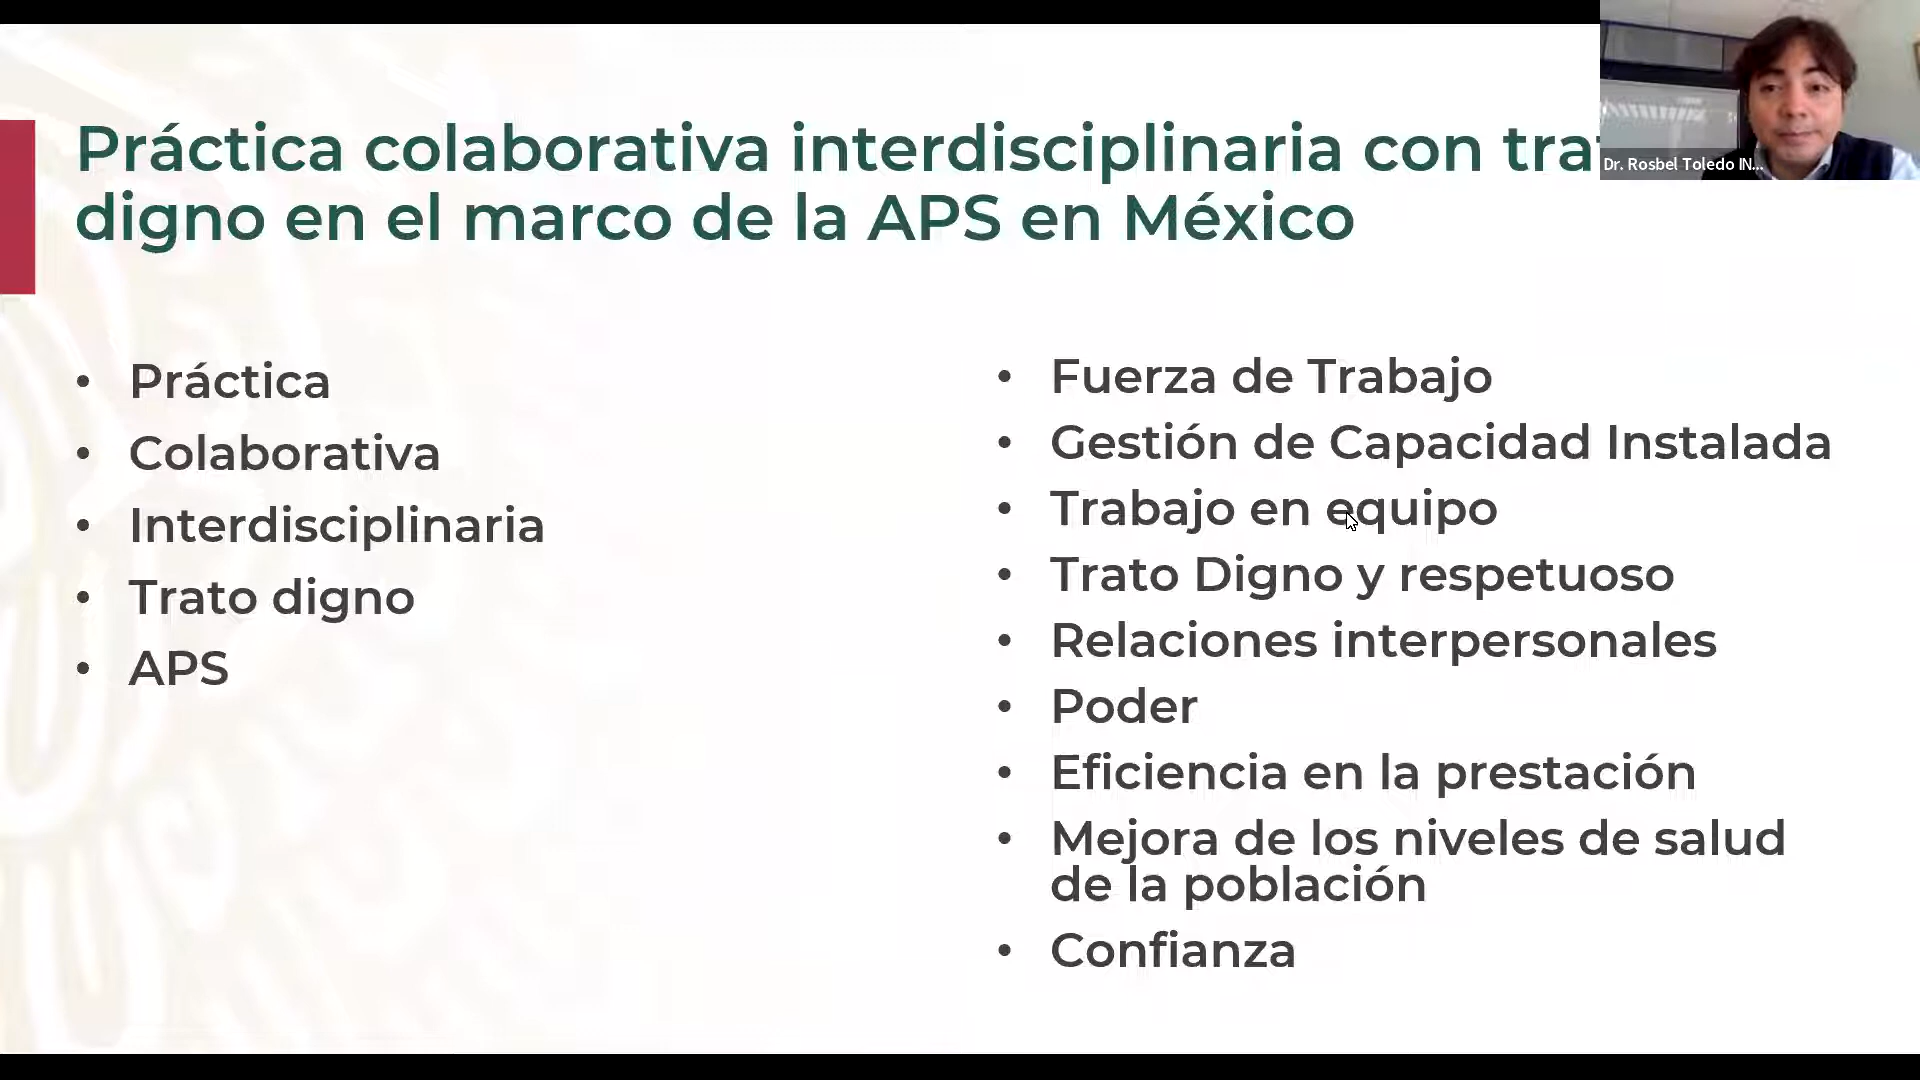 Práctica colaborativa interdisciplinaria con
digno en el marco de la APS en México
Dr. Rosbel Toledo IN...
• Práctica
• Colaborativa
• Interdisciplinaria
• Trato digno
• APS
• Fuerza de Trabajo
• Gestión de Capacidad Instalada
• Trabajo en equipo
• Trato Digno y respetuoso
• Relaciones interpersonales
• Poder
• Eficiencia en la prestación
• Mejora de los niveles de salud
de la población
• Confianza